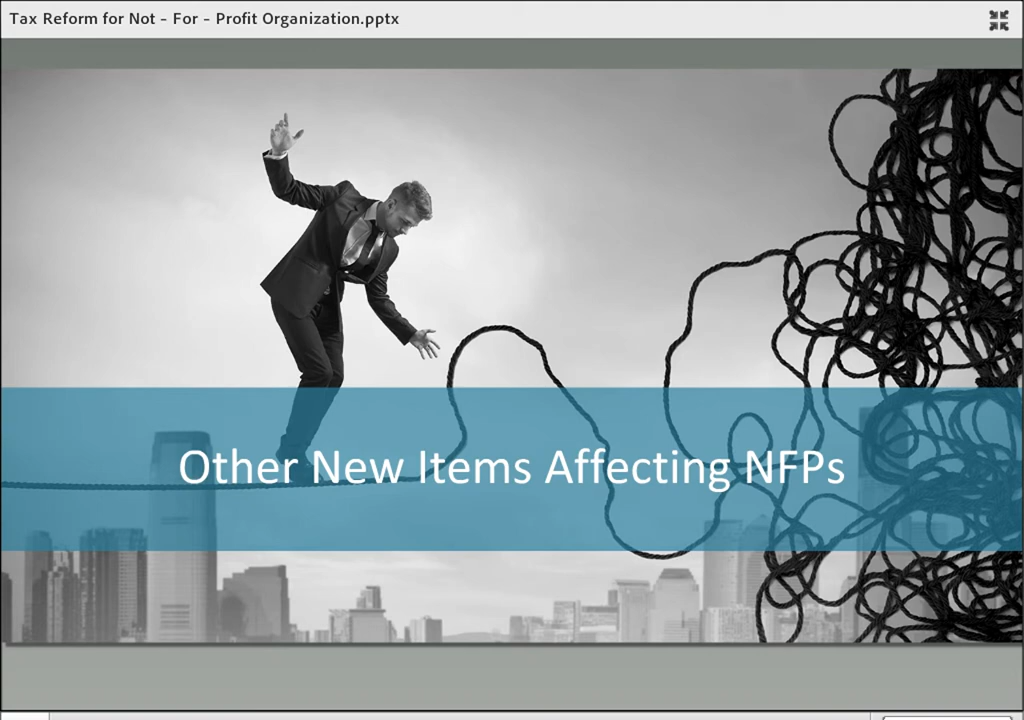 Tax Reform for Not - For - Profit Organization.pptx
Other New Items Affecting NFPs